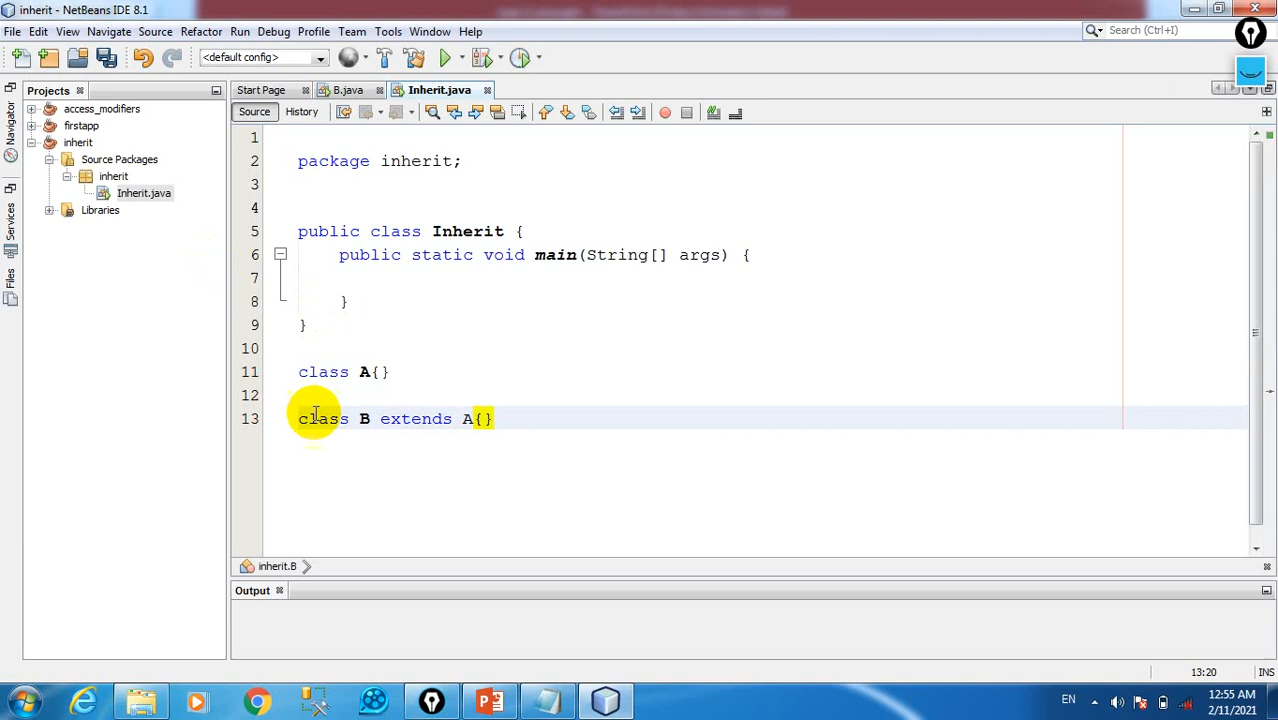 inherit - NetBeans IDE 8.1
File Edit View Navigate Source Refactor Run Debug Profile Team Tools Window Help
Search (Ctrl+I)
<default config>
Projects
Start Page B.java Inherit.java
Source History
Navigator
Services
Files
access_modifiers
firstapp
inherit
Source Packages
inherit
Inherit.java
Libraries
1
2 package inherit;
3
4
5 public class Inherit {
6 public static void main(String[] args) {
7
8 }
9 }
10
11 class A{}
12
13 class B extends A{}
inherit.B
Output
13:20 INS
EN
12:55 AM
2/11/2021